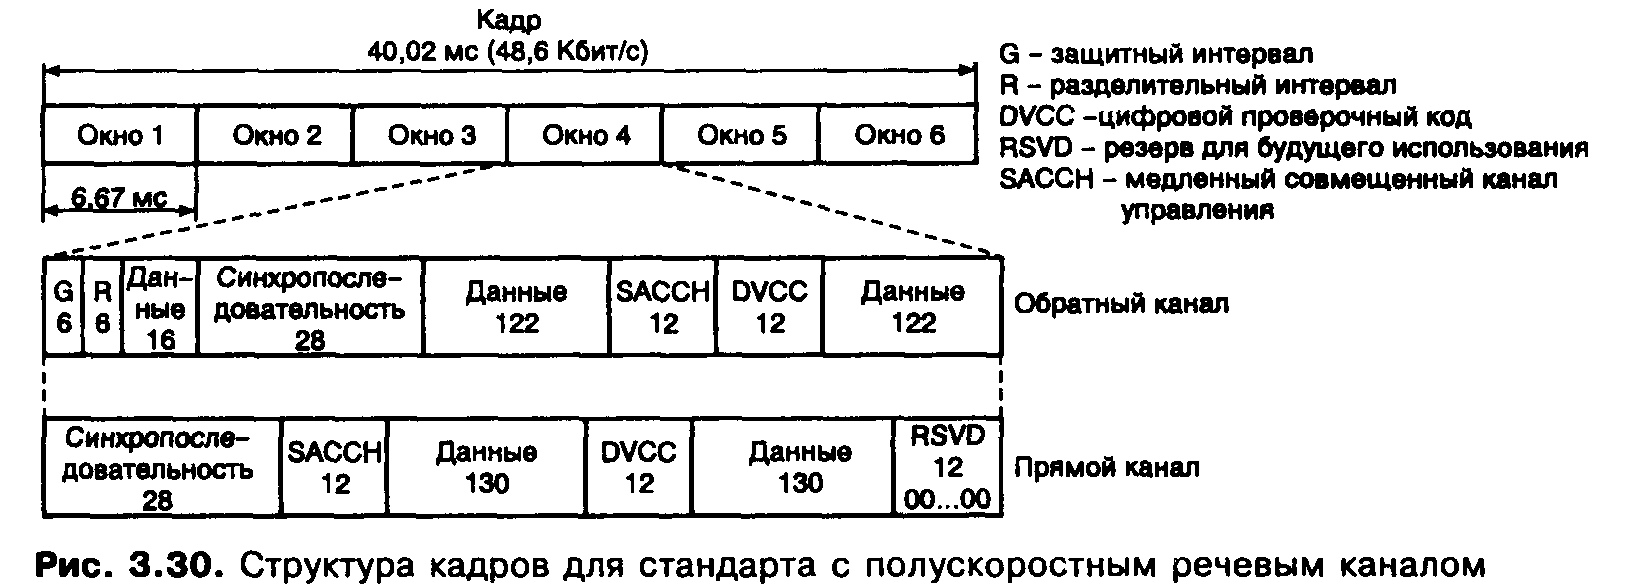 Кадр
40,02 мс (48,6 Кбит/с)
G – защитный интервал
R – разделительный интервал
DVCC –цифровой проверочный код
RSVD – резерв для будущего использования
SACCH – медленный совмещенный канал
управления
Окно 1 Окно 2 Окно 3 Окно 4 Окно 5 Окно 6
6,67 мс
G
6
R
6
Дан-
ные
16
Синхропосле-
довательность
28
Данные
122
SACCH
12
DVCC
12
Данные
122
Обратный канал
Синхропосле-
довательность
28
SACCH
12
Данные
130
DVCC
12
Данные
130
RSVD
12
00...00
Прямой канал
Рис. 3.30. Структура кадров для стандарта с полускоростным речевым каналом